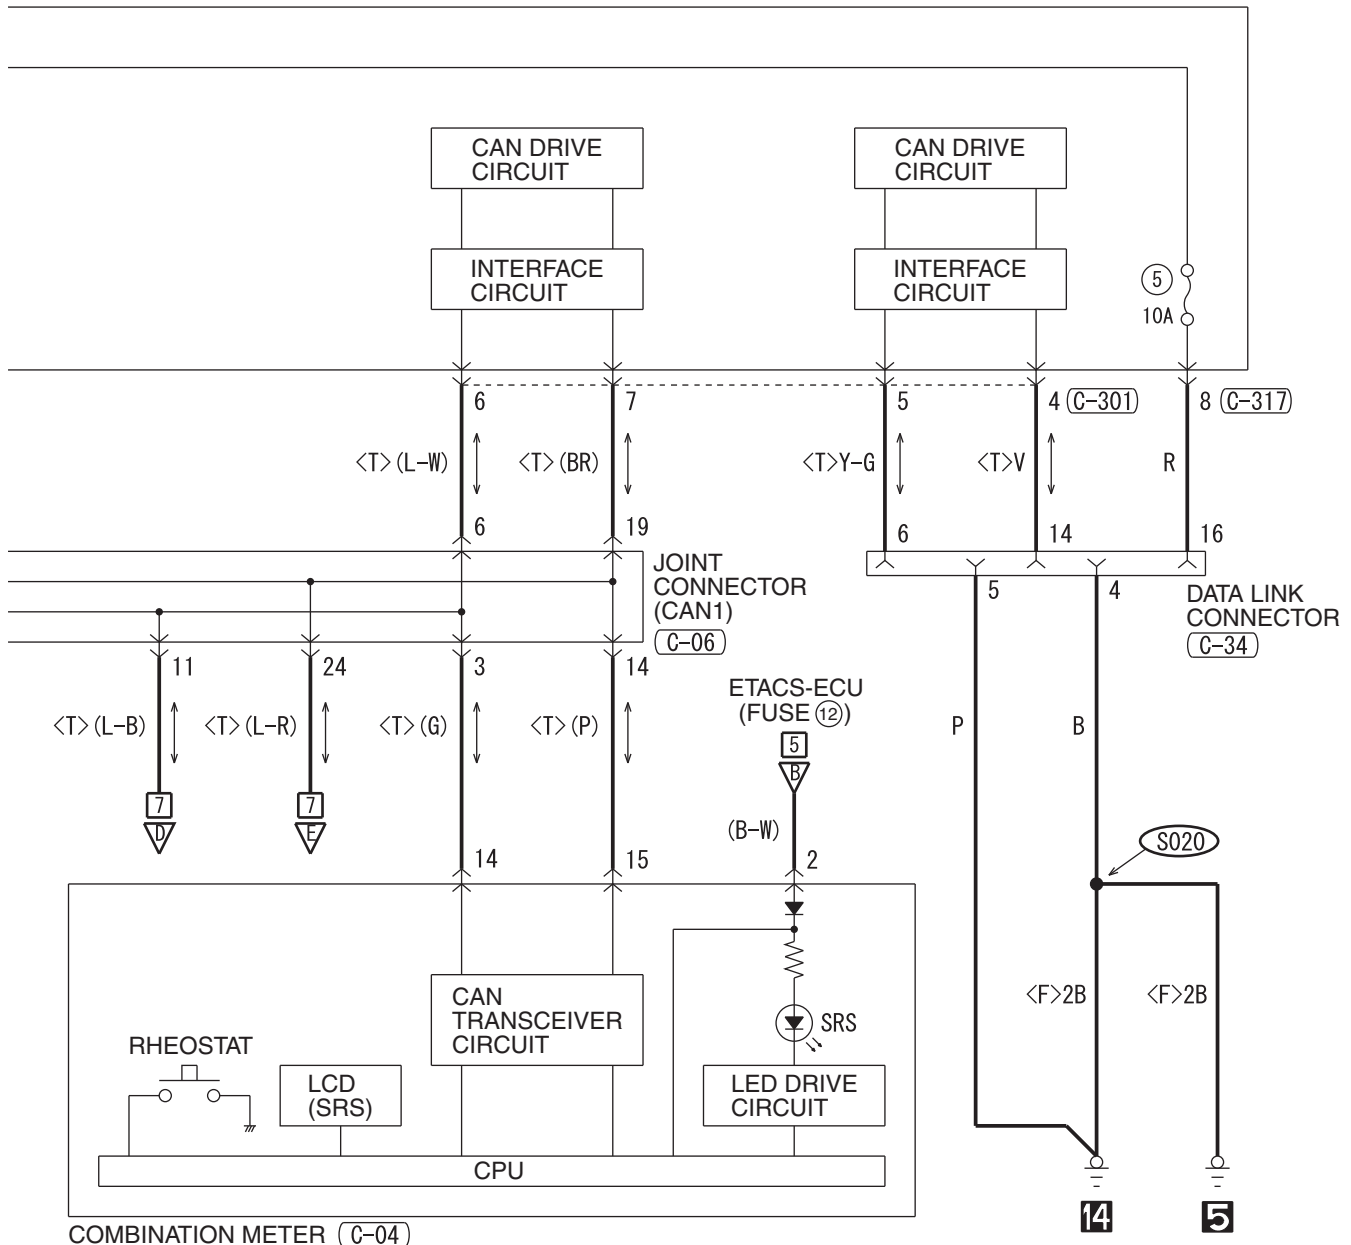 CAN DRIVE
CIRCUIT
CAN DRIVE
CIRCUIT
INTERFACE
CIRCUIT
INTERFACE
CIRCUIT
5
10A
6
7
5
4 (C-301)
8 (C-317)
<T>(L-W)
<T>(BR)
<T>Y-G
<T>V
R
6
19
6
14
16
JOINT
CONNECTOR
(CAN1)
C-06
5
4
DATA LINK
CONNECTOR
C-34
11
24
3
14
ETACS-ECU
(FUSE 12)
<T>(L-B)
<T>(L-R)
<T>(G)
<T>(P)
5
B
P
B
7
D
7
E
(B-W)
14
15
2
S020
CAN
TRANSCEIVER
CIRCUIT
SRS
<F>2B
<F>2B
RHEOSTAT
LCD
(SRS)
LED DRIVE
CIRCUIT
CPU
14
5
COMBINATION METER (C-04)